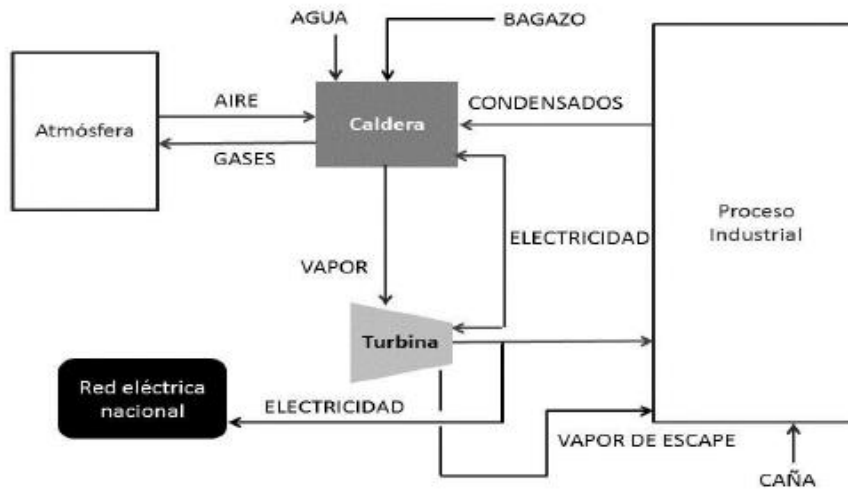 AGUA
BAGAZO
AIRE
CONDENSADOS
Caldera
Atmósfera
GASES
Proceso
Industrial
ELECTRICIDAD
VAPOR
Turbina
Red eléctrica
nacional
ELECTRICIDAD
VAPOR DE ESCAPE
CAÑA